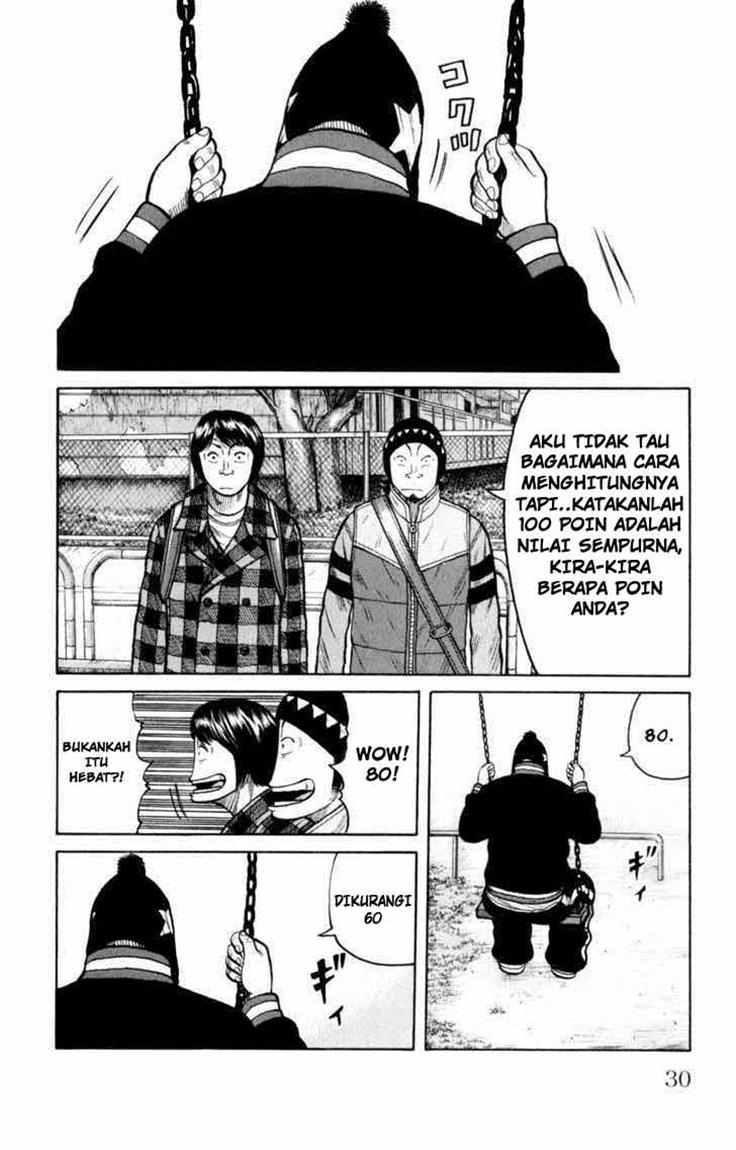 コクッ
AKU TIDAK TAU
BAGAIMANA CARA
MENGHITUNGNYA
TAPI..KATAKANLAH
100 POIN ADALAH
NILAI SEMPURNA,
KIRA-KIRA
BERAPA POIN
ANDA?
80.
ギィ
WOW!
80!
BUKANKAH
ITU
HEBAT?!
DIKURANGI
60
ギィ
30